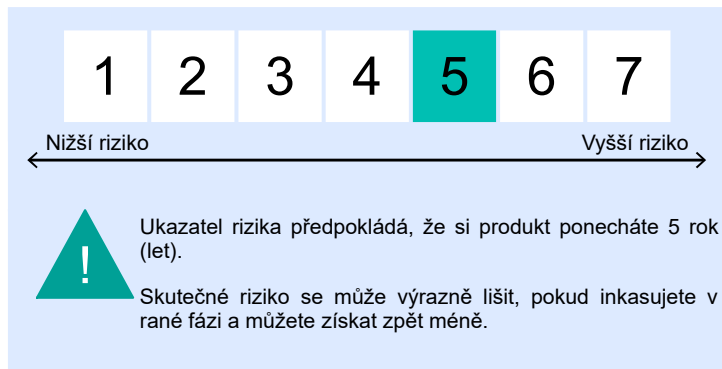 1 2 3 4 5 6 7
Nižší riziko Vyšší riziko
!
Ukazatel rizika předpokládá, že si produkt ponecháte 5 rok
(let).
Skutečné riziko se může výrazně lišit, pokud inkasujete v
rané fázi a můžete získat zpět méně.